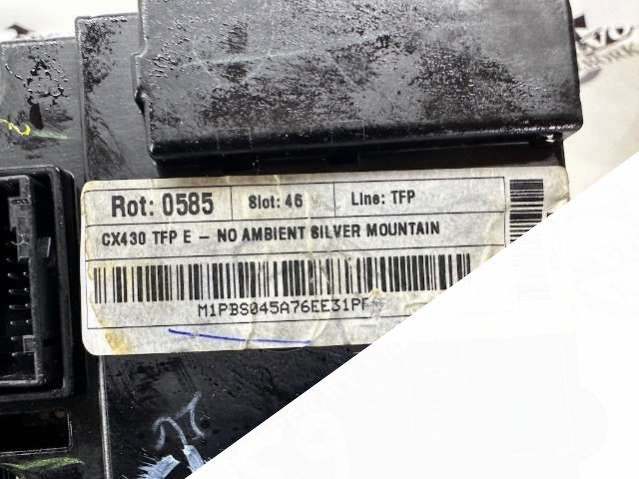 Rot: 0585 Slot: 46 Line: TFP
CX430 TFP E – NO AMBIENT SILVER MOUNTAIN
M1PBS045A76EE31PF